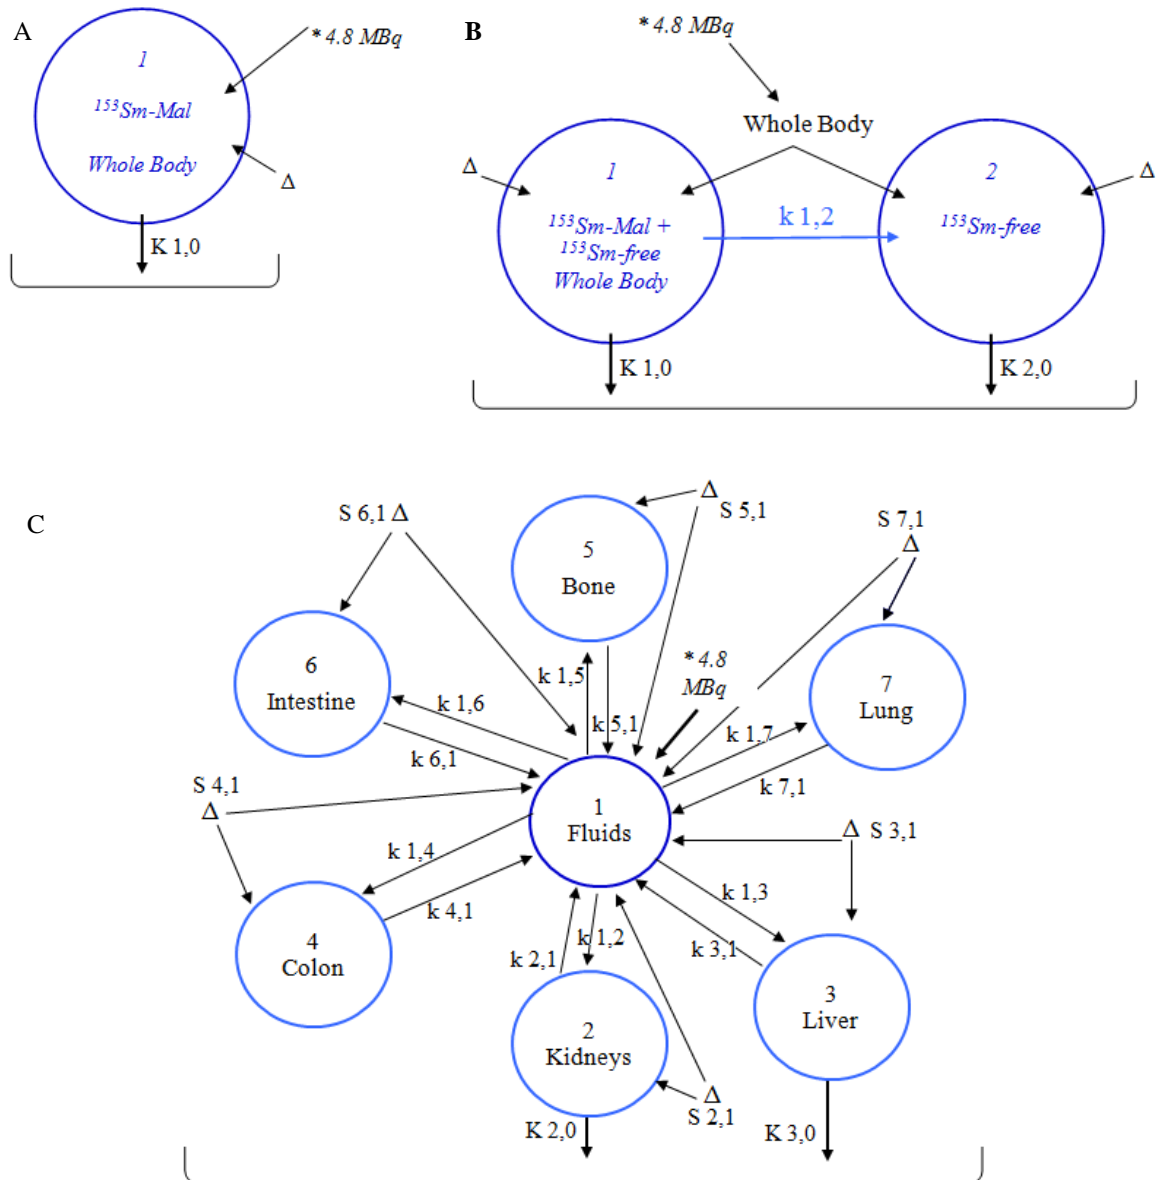 A
1
* 4.8 MBq
153Sm-Mal
Whole Body
Δ
K 1,0
B
* 4.8 MBq
Whole Body
Δ
1
153Sm-Mal +
153Sm-free
Whole Body
k 1,2
2
153Sm-free
Δ
K 1,0
K 2,0
C
S 6,1 Δ
Δ
S 5,1
S 7,1
Δ
5
Bone
6
Intestine
* 4.8
MBq
7
Lung
k 1,5
k 5,1
k 1,6
k 6,1
k 1,7
k 7,1
S 4,1
Δ
1
Fluids
Δ S 3,1
k 1,4
k 4,1
k 1,3
k 3,1
4
Colon
k 2,1
k 1,2
3
Liver
2
Kidneys
Δ
S 2,1
K 2,0
K 3,0